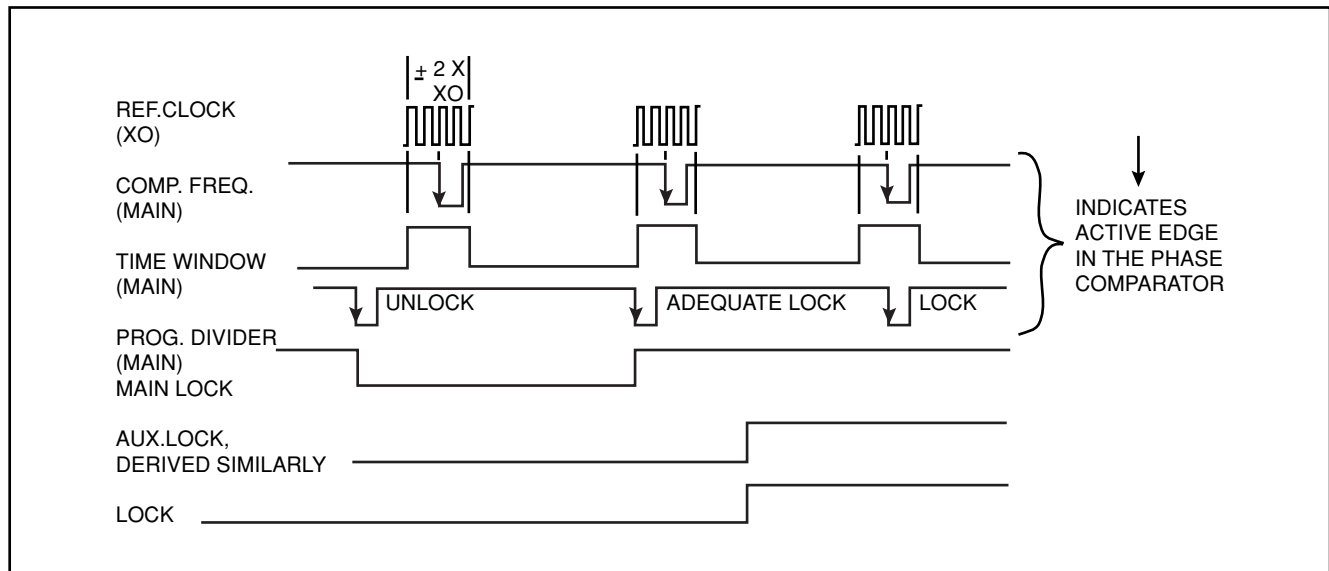 ± 2 X
XO
REF.CLOCK
(XO)
COMP. FREQ.
(MAIN)
TIME WINDOW
(MAIN)
UNLOCK
ADEQUATE LOCK
LOCK
PROG. DIVIDER
(MAIN)
MAIN LOCK
AUX.LOCK,
DERIVED SIMILARLY
LOCK
INDICATES
ACTIVE EDGE
IN THE PHASE
COMPARATOR